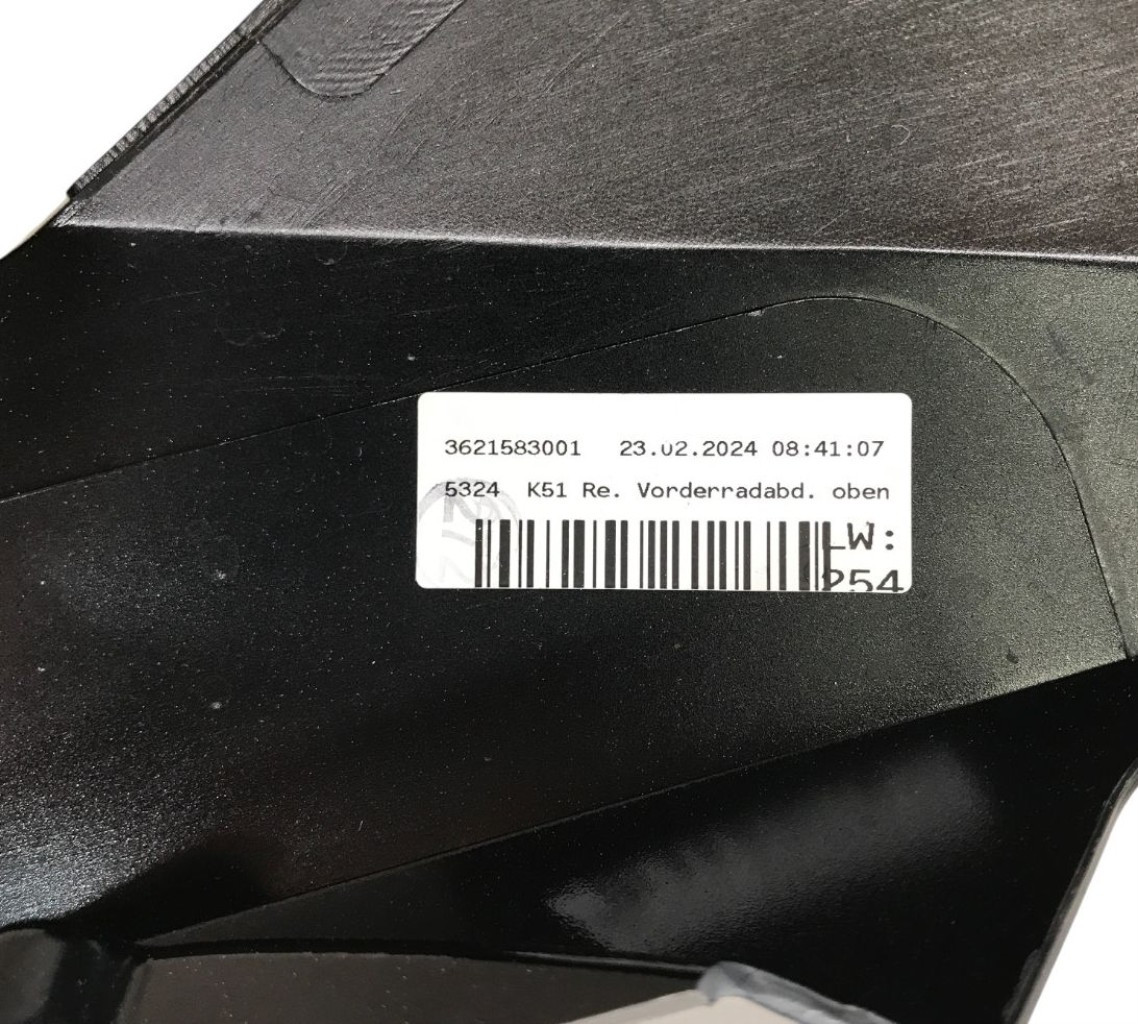 3621583001 23.02.2024 08:41:07
5324 K51 Re. Vorderradabd. oben
LW:
254